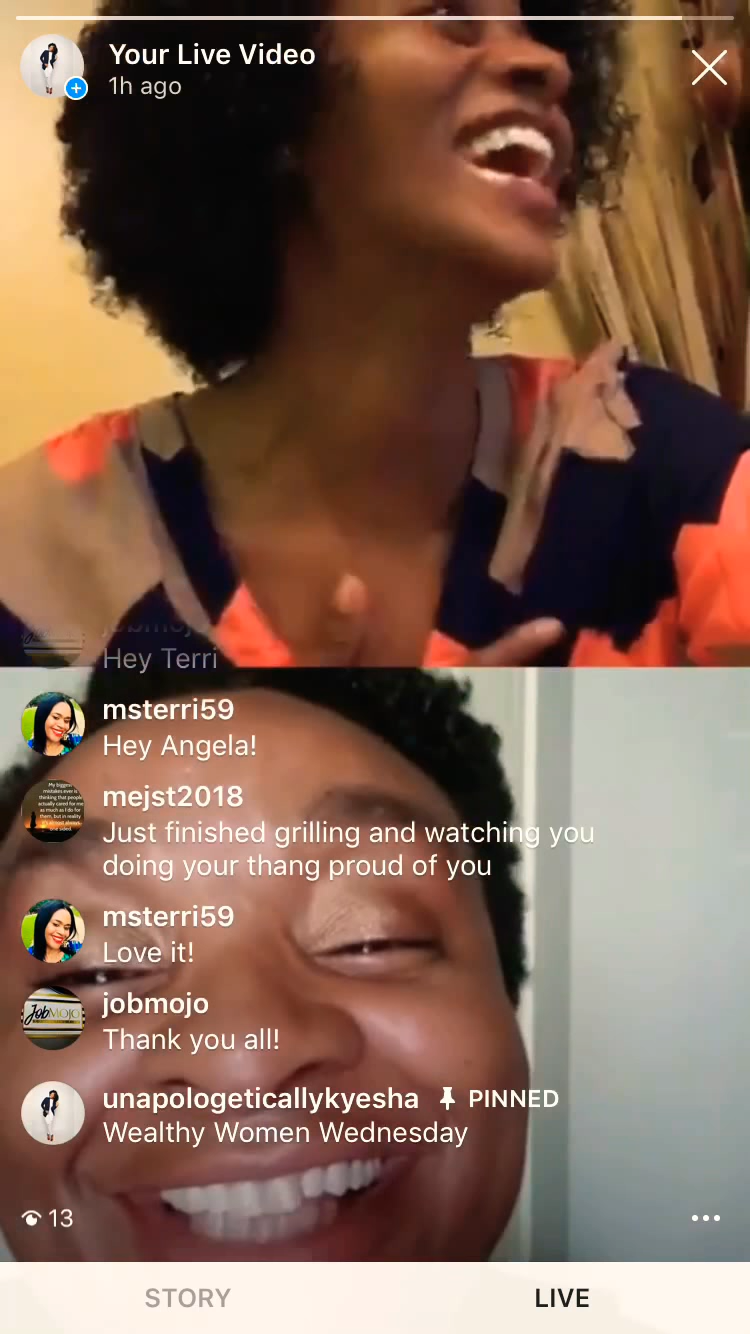 Your Live Video
1h ago
Hey Terri
msterri59
Hey Angela!
mejst2018
Just finished grilling and watching you
doing your thang proud of you
msterri59
Love it!
jobmojo
Thank you all!
unapologeticallykyesha PINNED
Wealthy Women Wednesday
13
STORY
LIVE